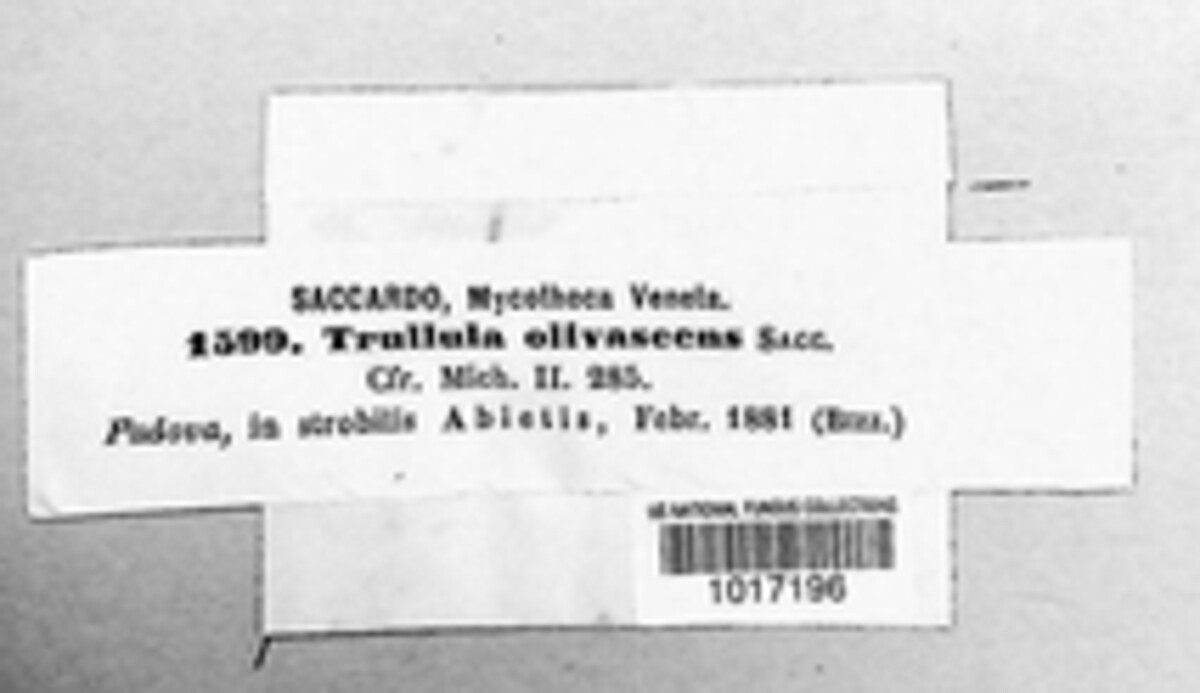 SACCARDO, Mycotheca Veneta.
1599. Trullula olivascens SACC.
Cfr. Mich. II. 285.
Padova, in strobilis Abietis, Febr. 1881 (BIZZ.)
US NATIONAL FUNGUS COLLECTIONS
1017196